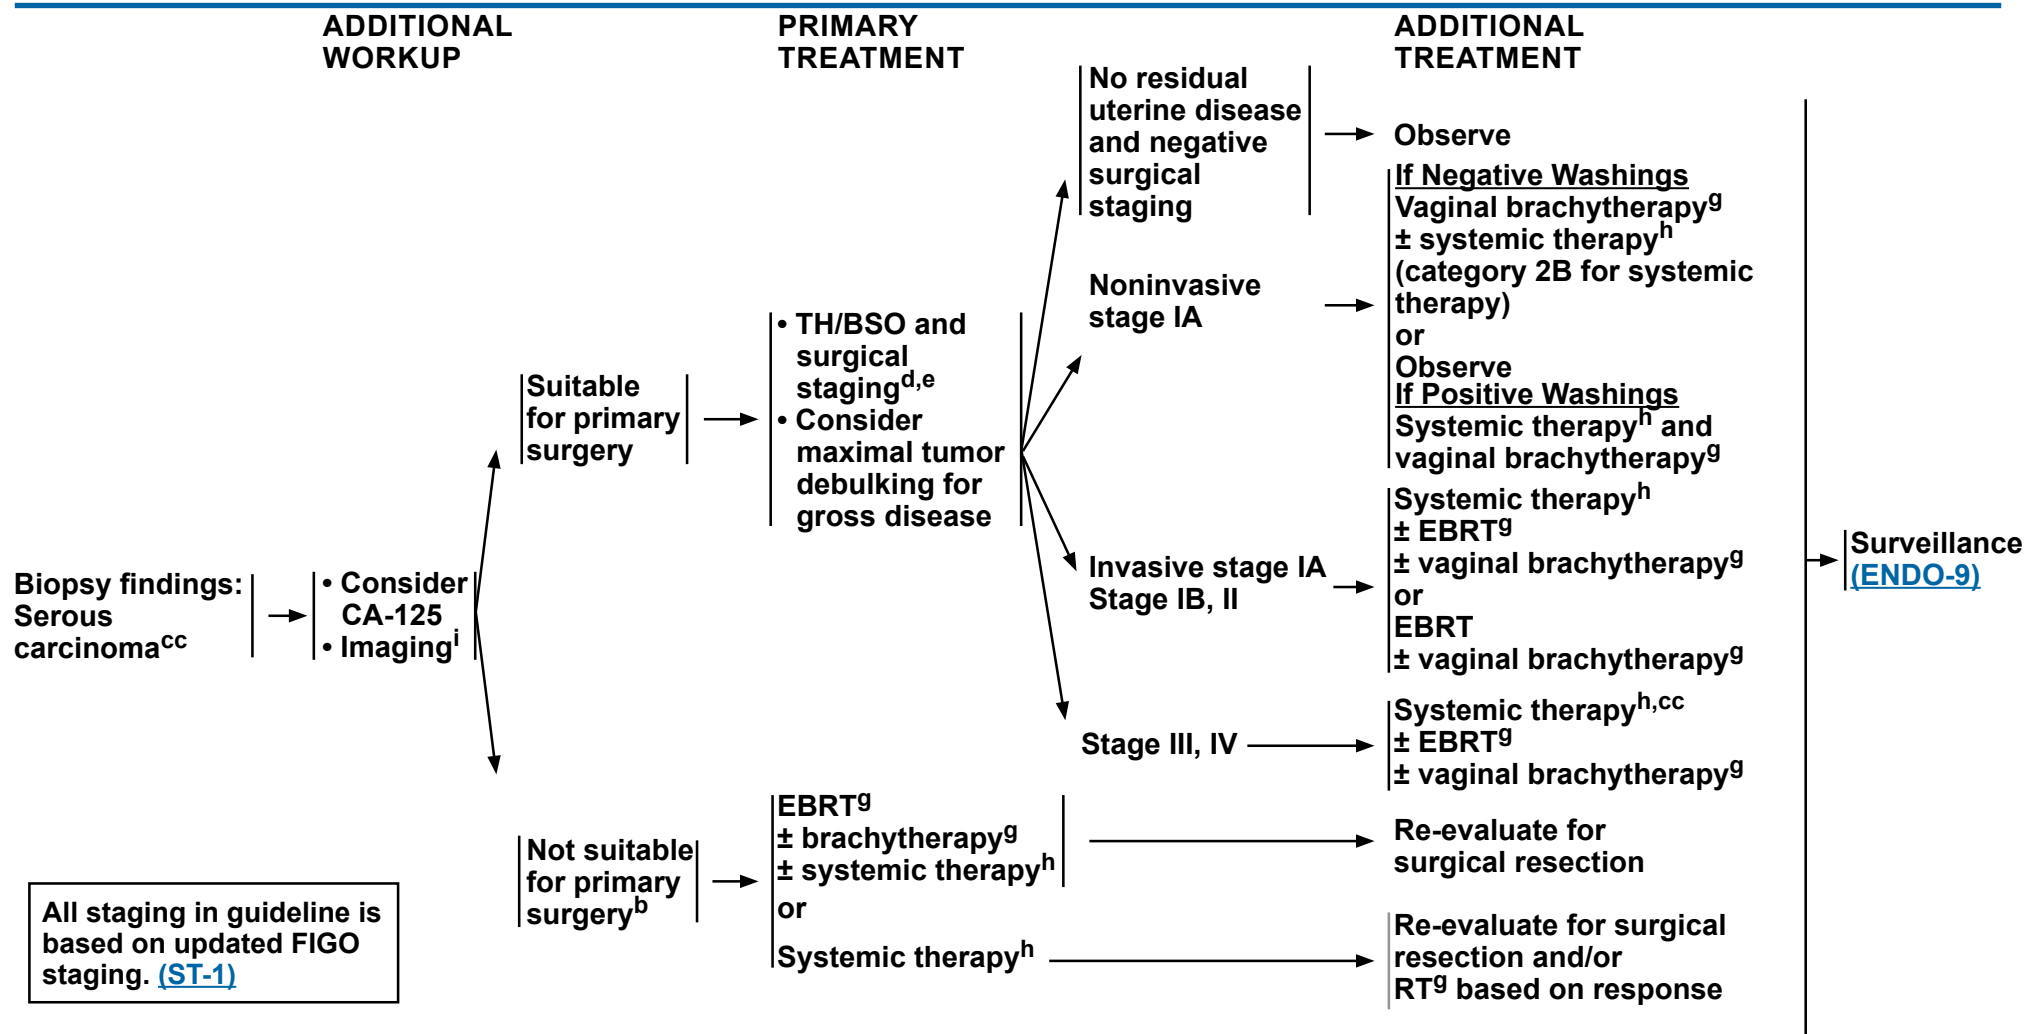 ADDITIONAL
WORKUP
PRIMARY
TREATMENT
ADDITIONAL
TREATMENT
Biopsy findings:
Serous
carcinomacc
• Consider
CA-125
• Imagingi
Suitable
for primary
surgery
• TH/BSO and
surgical
stagingd,e
• Consider
maximal tumor
debulking for
gross disease
No residual
uterine disease
and negative
surgical
staging
Observe
Noninvasive
stage IA
If Negative Washings
Vaginal brachytherapyg
± systemic therapyh
(category 2B for systemic
therapy)
or
Observe
If Positive Washings
Systemic therapyh and
vaginal brachytherapyg
Invasive stage IA
Stage IB, II
Systemic therapyh
± EBRTg
± vaginal brachytherapyg
or
EBRT
± vaginal brachytherapyg
Stage III, IV
Systemic therapyh,cc
± EBRTg
± vaginal brachytherapyg
Not suitable
for primary
surgeryb
EBRTg
± brachytherapyg
± systemic therapyh
or
Systemic therapyh
Re-evaluate for
surgical resection
Re-evaluate for surgical
resection and/or
RTg based on response
Surveillance
(ENDO-9)
All staging in guideline is
based on updated FIGO
staging. (ST-1)